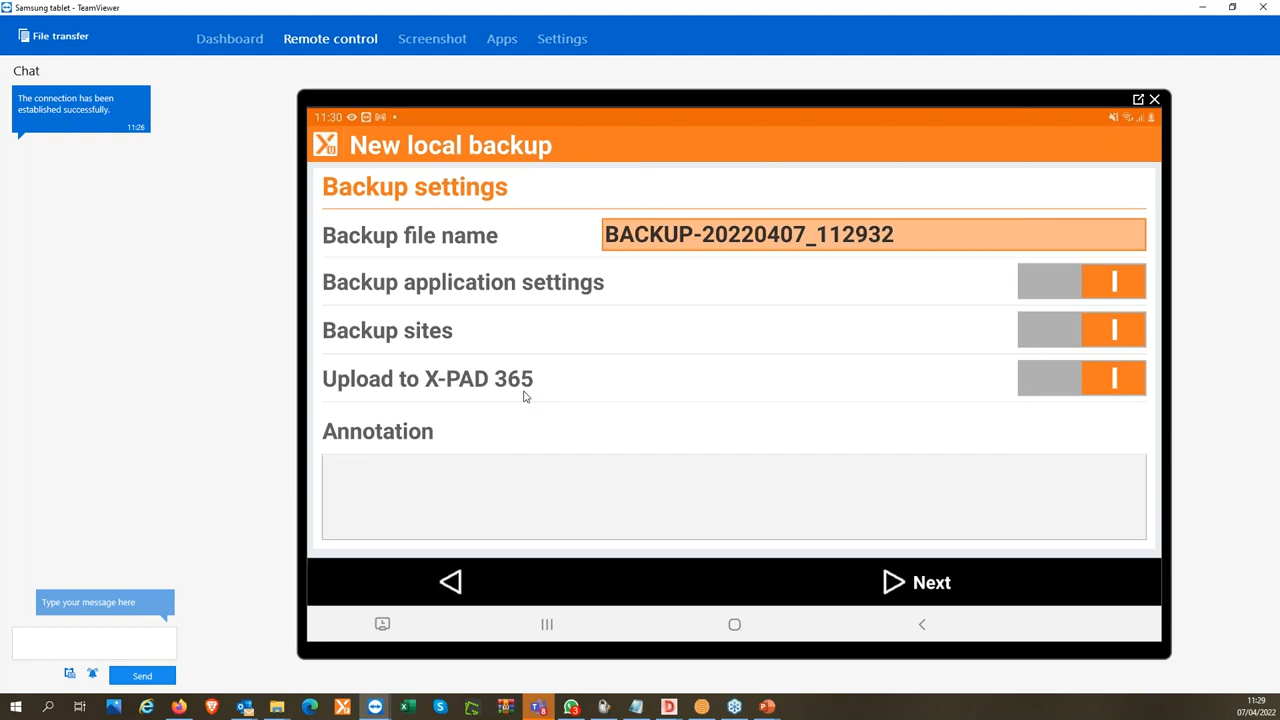 Samsung tablet - TeamViewer
File transfer
Dashboard
Remote control
Screenshot
Apps
Settings
Chat
The connection has been
established successfully.
11:26
11:30
New local backup
Backup settings
Backup file name
BACKUP-20220407_112932
Backup application settings
Backup sites
Upload to X-PAD 365
Annotation
Next
Type your message here
Send
11:29
07/04/2022